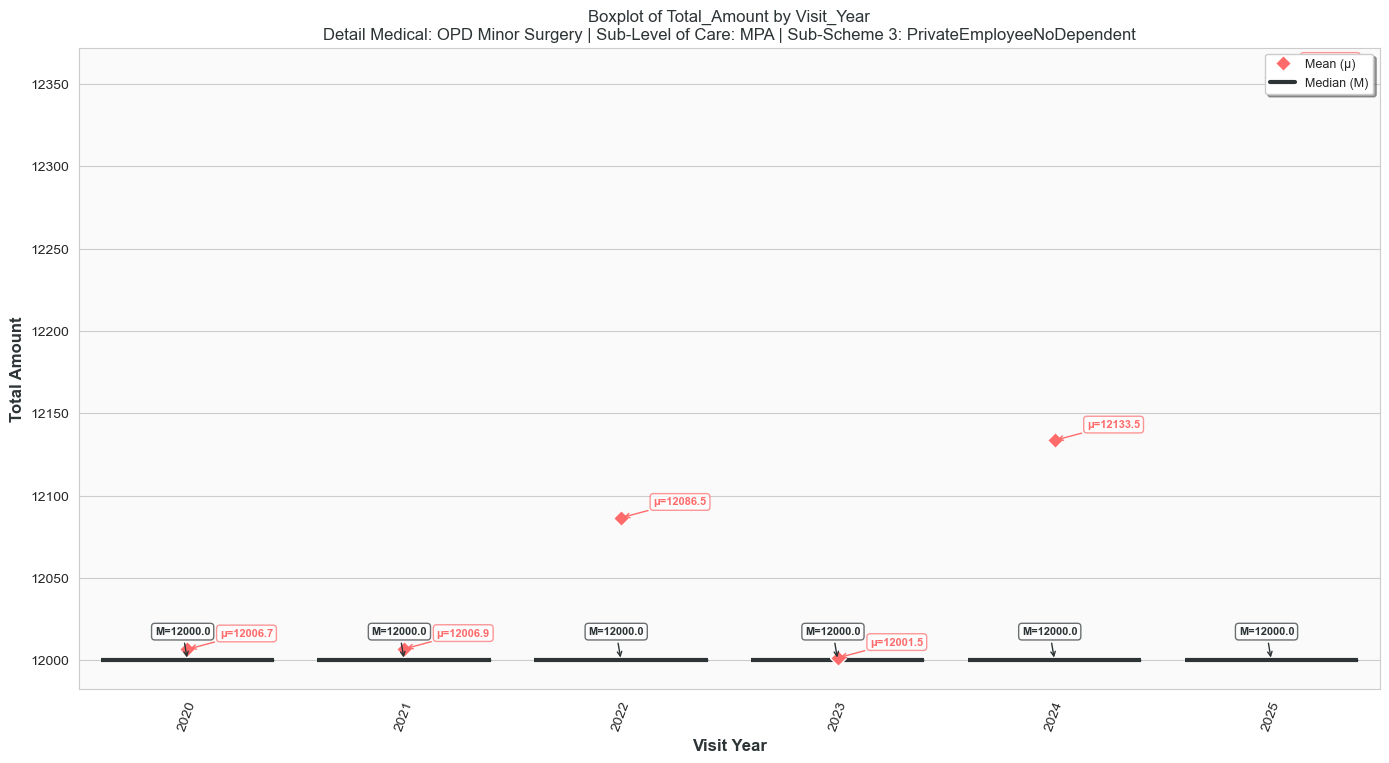 Boxplot of Total_Amount by Visit_Year
Detail Medical: OPD Minor Surgery | Sub-Level of Care: MPA | Sub-Scheme 3: PrivateEmployeeNoDependent
Mean (μ)
Median (M)
Total Amount
12350
12300
12250
12200
12150
12100
12050
12000
μ=12133.5
μ=12086.5
M=12000.0
μ=12006.7
M=12000.0
μ=12006.9
M=12000.0
M=12000.0
μ=12001.5
M=12000.0
M=12000.0
2020
2021
2022
2023
2024
2025
Visit Year